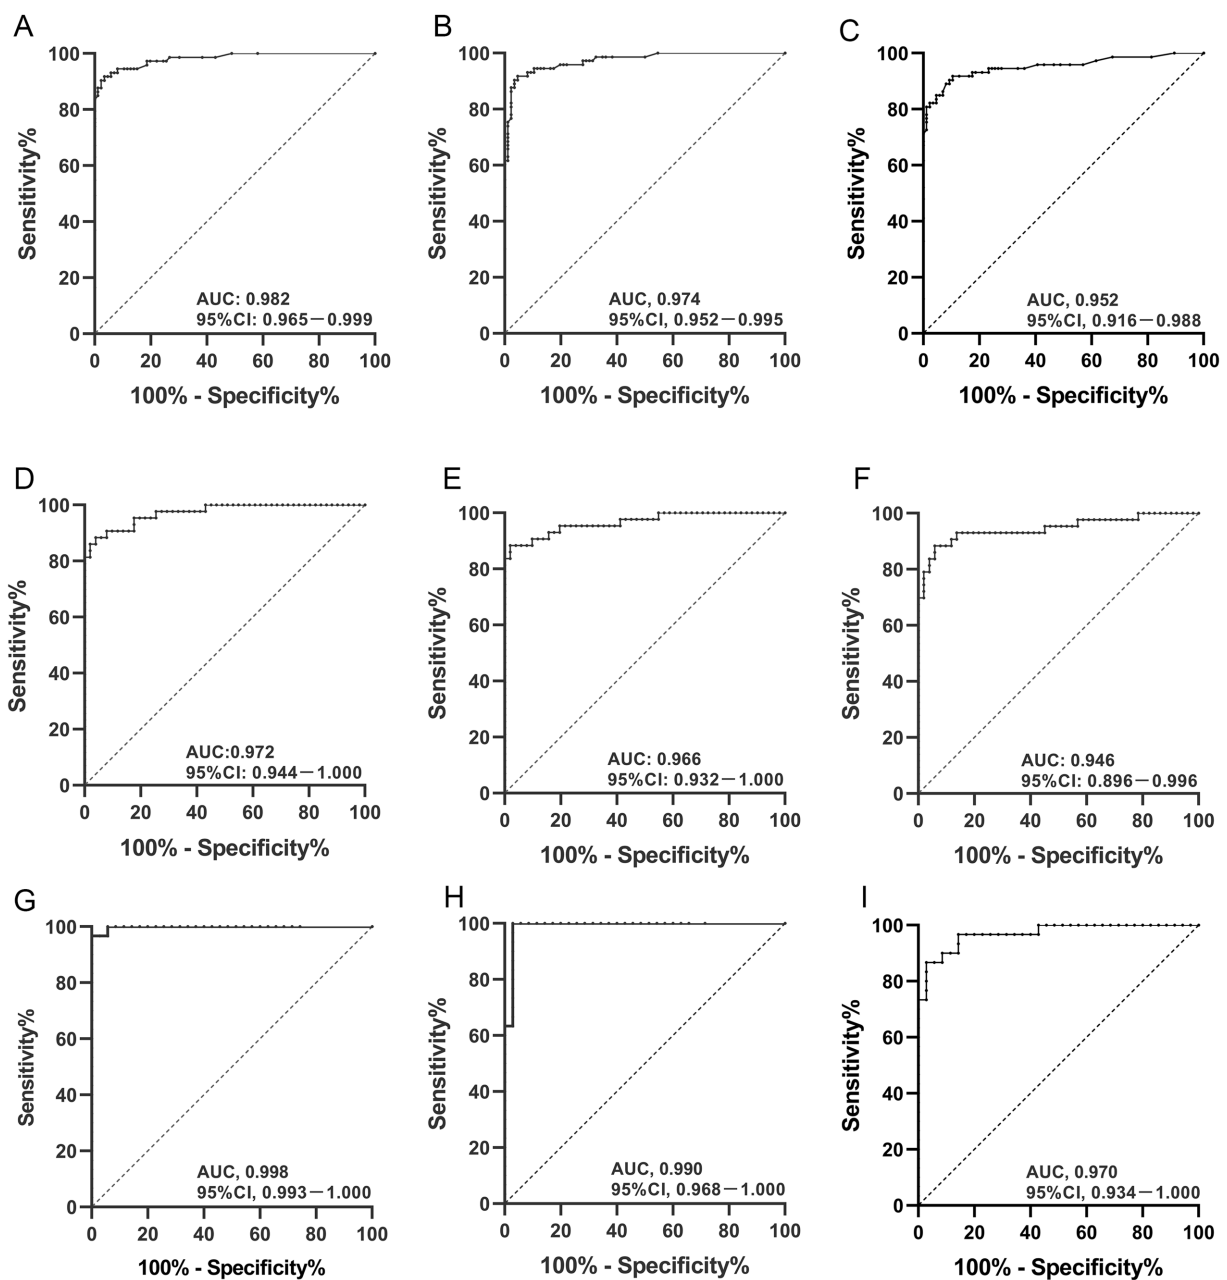 A
Sensitivity%
100
80
60
40
20
0
AUC: 0.982
95%CI: 0.965—0.999
0 20 40 60 80 100
100% - Specificity%
B
Sensitivity%
100
80
60
40
20
0
AUC, 0.974
95%CI, 0.952—0.995
0 20 40 60 80 100
100% - Specificity%
C
Sensitivity%
100
80
60
40
20
0
AUC, 0.952
95%CI, 0.916—0.988
0 20 40 60 80 100
100% - Specificity%
D
Sensitivity%
100
80
60
40
20
0
AUC:0.972
95%CI: 0.944—1.000
0 20 40 60 80 100
100% - Specificity%
E
Sensitivity%
100
80
60
40
20
0
AUC: 0.966
95%CI: 0.932—1.000
0 20 40 60 80 100
100% - Specificity%
F
Sensitivity%
100
80
60
40
20
0
AUC: 0.946
95%CI: 0.896—0.996
0 20 40 60 80 100
100% - Specificity%
G
Sensitivity%
100
80
60
40
20
0
AUC, 0.998
95%CI, 0.993—1.000
0 20 40 60 80 100
100% - Specificity%
H
Sensitivity%
100
80
60
40
20
0
AUC, 0.990
95%CI, 0.968—1.000
0 20 40 60 80 100
100% - Specificity%
I
Sensitivity%
100
80
60
40
20
0
AUC, 0.970
95%CI, 0.934—1.000
0 20 40 60 80 100
100% - Specificity%